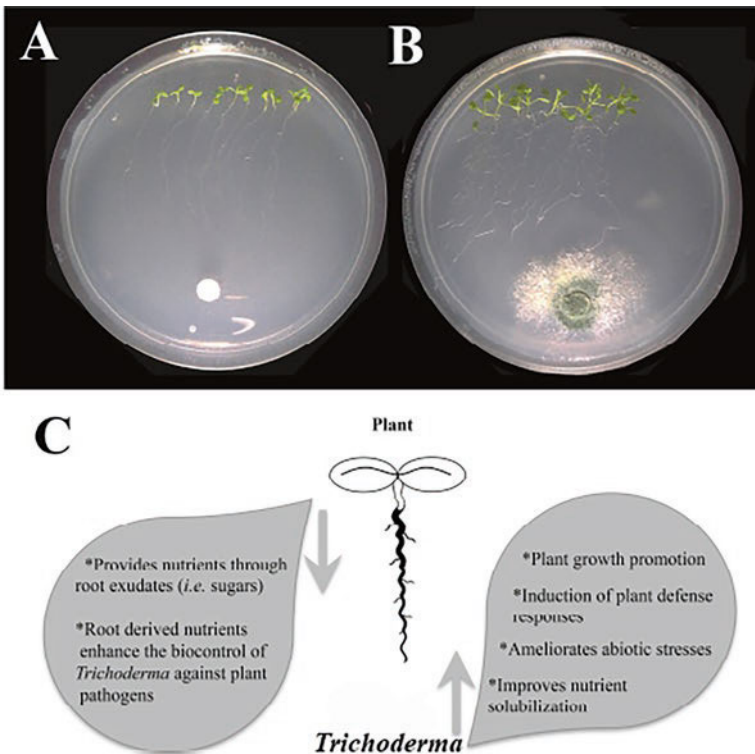 A
B
C
Plant
*Provides nutrients through
root exudates (i.e. sugars)
*Root derived nutrients
enhance the biocontrol of
Trichoderma against plant
pathogens
*Plant growth promotion
*Induction of plant defense
responses
*Ameliorates abiotic stresses
*Improves nutrient
solubilization
Trichoderma